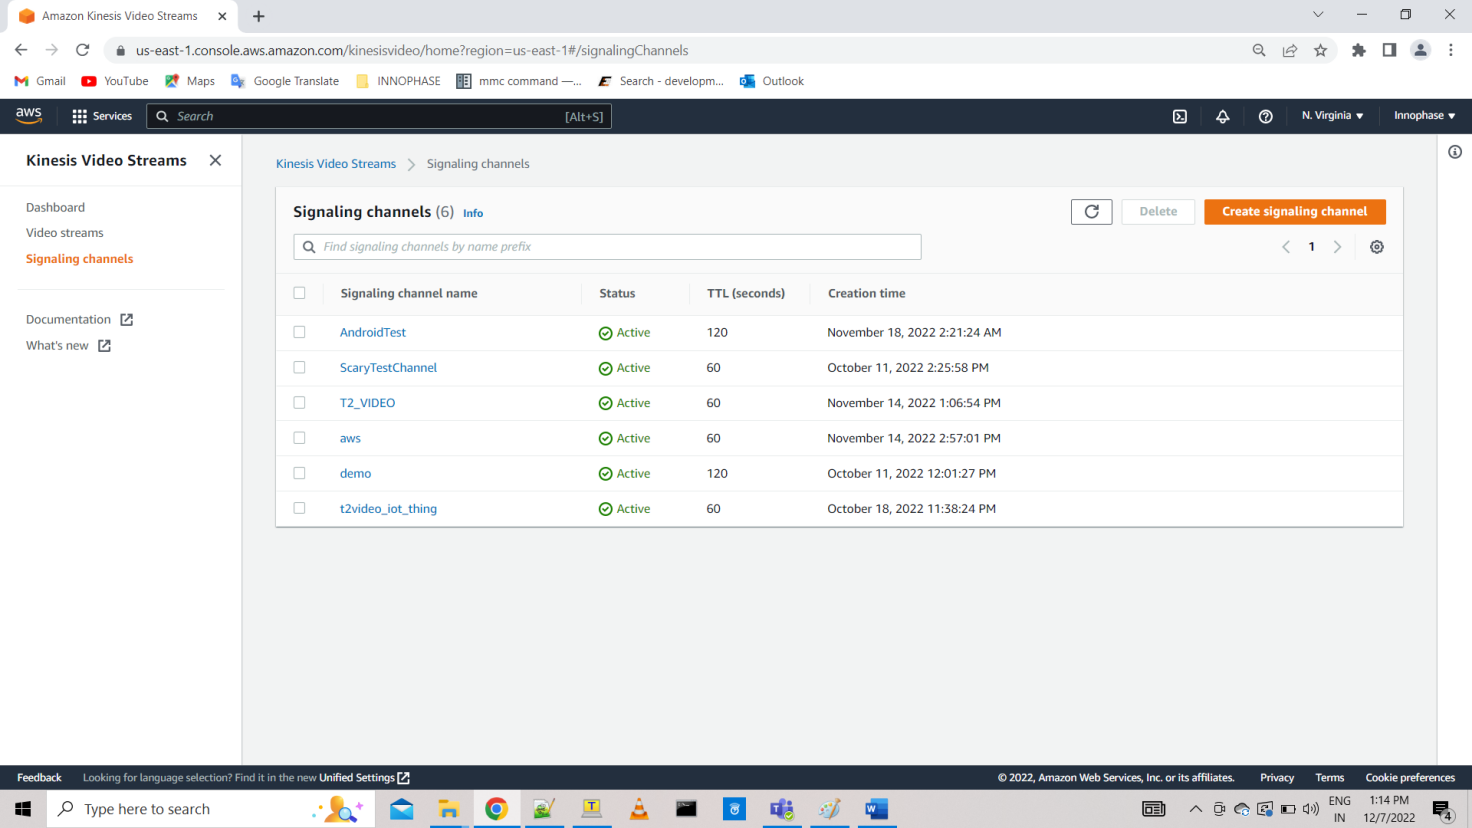 Amazon Kinesis Video Streams
us-east-1.console.aws.amazon.com/kinesisvideo/home?region=us-east-1#/signalingChannels
Gmail YouTube Maps Google Translate INNOPHASE mmc command —... Search - developm... Outlook
aws Services Search [Alt+S] N. Virginia Innophase
Kinesis Video Streams
Dashboard
Video streams
Signaling channels
Documentation
What's new
Kinesis Video Streams Signaling channels
Signaling channels (6) Info Delete Create signaling channel
Find signaling channels by name prefix 1
Signaling channel name Status TTL (seconds) Creation time
AndroidTest Active 120 November 18, 2022 2:21:24 AM
ScaryTestChannel Active 60 October 11, 2022 2:25:58 PM
T2_VIDEO Active 60 November 14, 2022 1:06:54 PM
aws Active 60 November 14, 2022 2:57:01 PM
demo Active 120 October 11, 2022 12:01:27 PM
t2video_iot_thing Active 60 October 18, 2022 11:38:24 PM
Feedback Looking for language selection? Find it in the new Unified Settings © 2022, Amazon Web Services, Inc. or its affiliates. Privacy Terms Cookie preferences
Type here to search ENG 1:14 PM
IN 12/7/2022 4